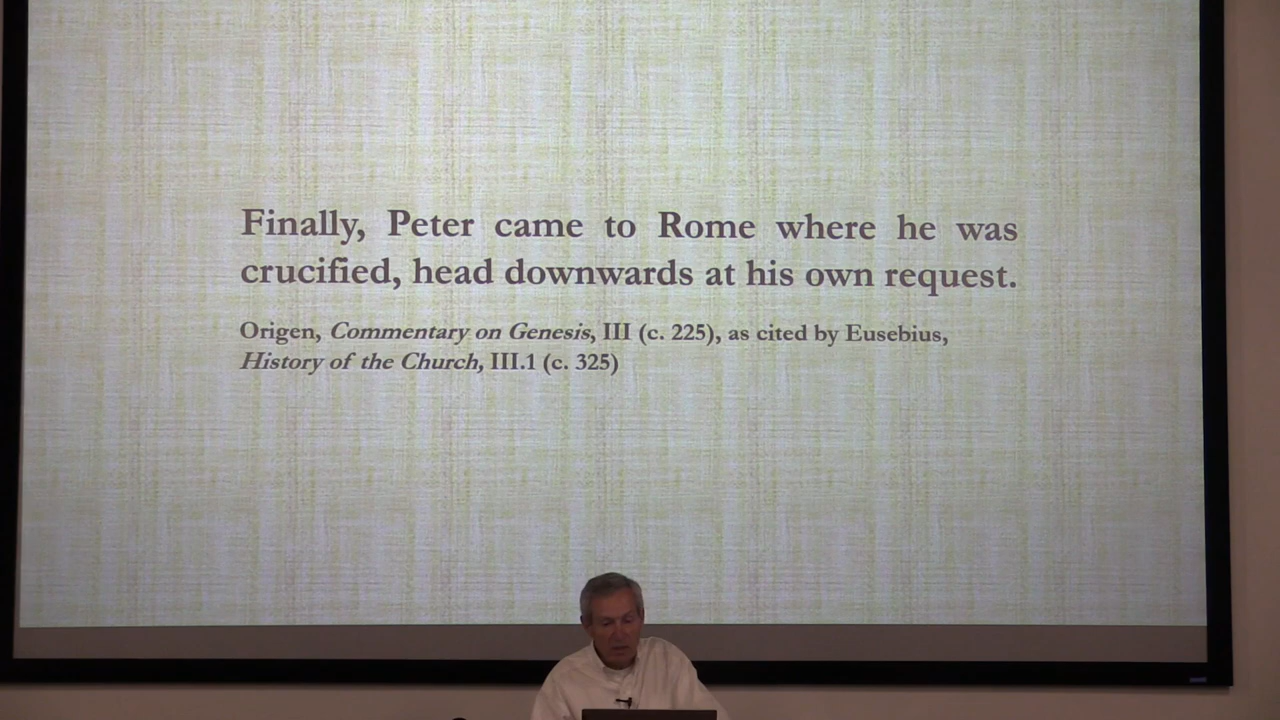 Finally, Peter came to Rome where he was
crucified, head downwards at his own request.
Origen, Commentary on Genesis, III (c. 225), as cited by Eusebius,
History of the Church, III.1 (c. 325)